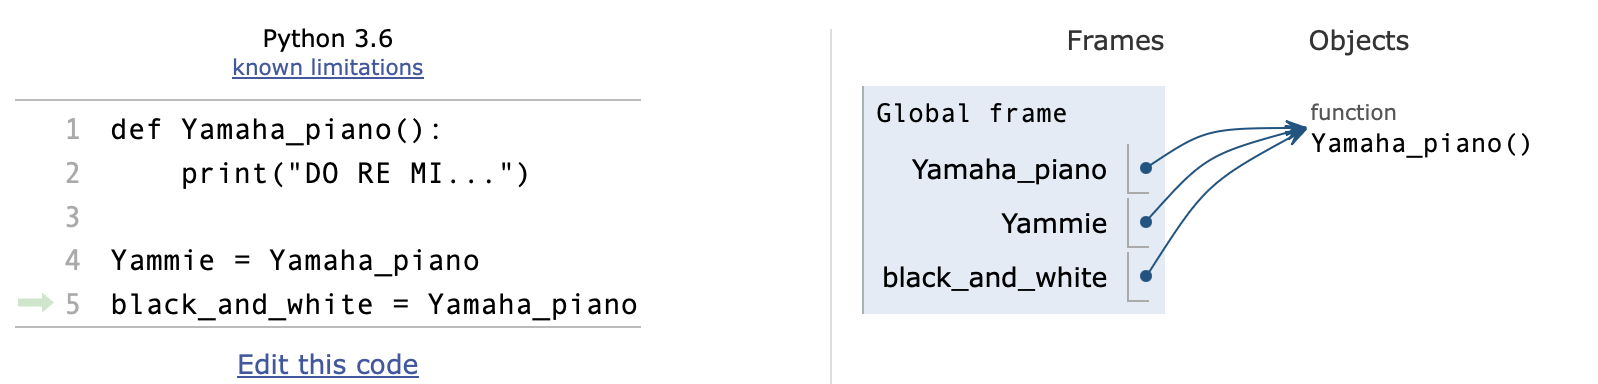 Python 3.6
known limitations
1 def Yamaha_piano():
2     print("DO RE MI...")
3
4 Yammie = Yamaha_piano
5 black_and_white = Yamaha_piano
Edit this code
Frames
Objects
Global frame
Yamaha_piano
Yammie
black_and_white
function
Yamaha_piano()